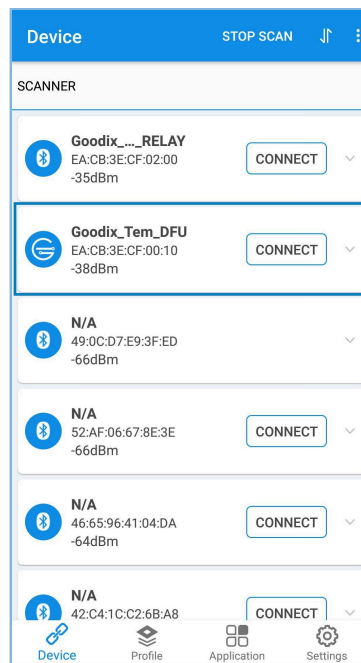 Device STOP SCAN
SCANNER
Goodix_..._RELAY
EA:CB:3E:CF:02:00 CONNECT
-35dBm
Goodix_Tem_DFU
EA:CB:3E:CF:00:10 CONNECT
-38dBm
N/A
49:0C:D7:E9:3F:ED
-66dBm
N/A
52:AF:06:67:8E:3E CONNECT
-66dBm
N/A
46:65:96:41:04:DA CONNECT
-64dBm
N/A
42:C4:1C:C2:6B:A8 CONNECT
Device Profile Application Settings